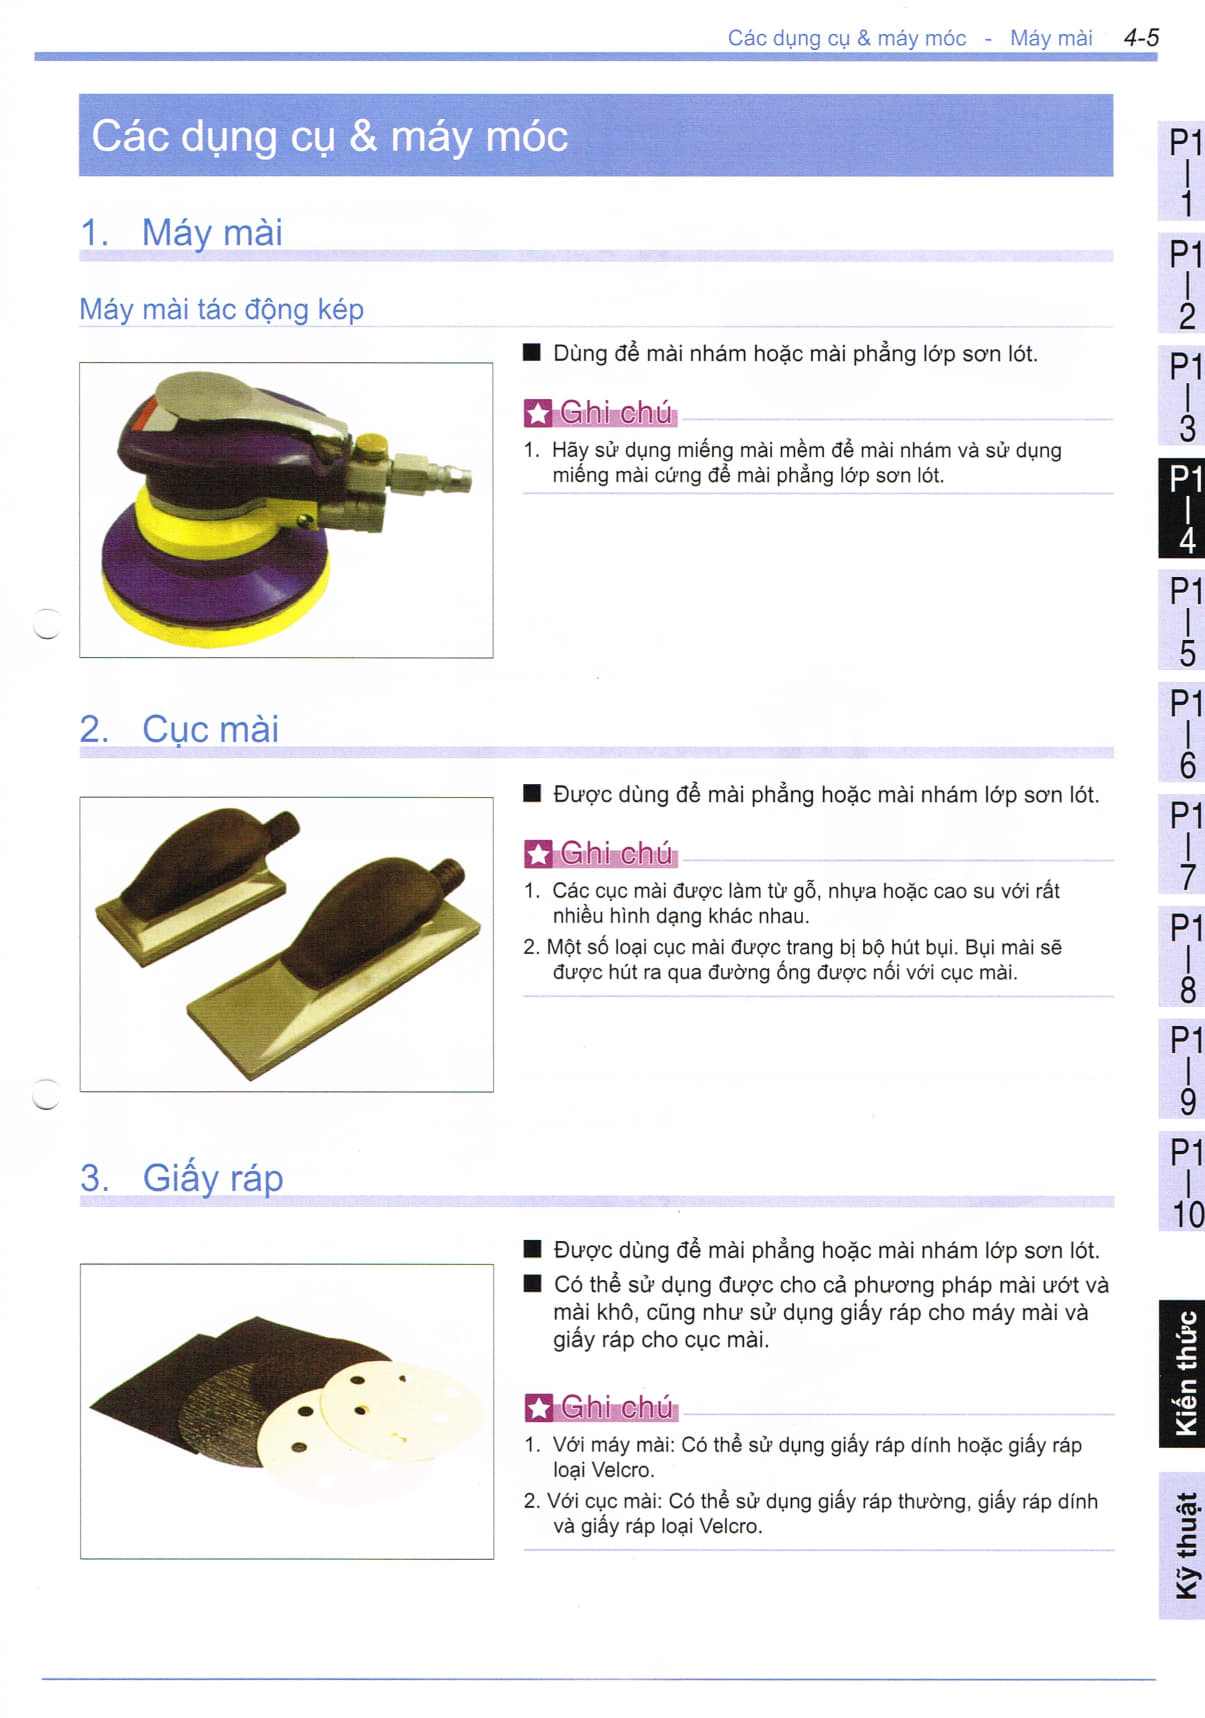 Các dụng cụ & máy móc - Máy mài 4-5
Các dụng cụ & máy móc
1. Máy mài
Máy mài tác động kép
■ Dùng để mài nhám hoặc mài phẳng lớp sơn lót.
Ghi chú
1. Hãy sử dụng miếng mài mềm để mài nhám và sử dụng
miếng mài cứng để mài phẳng lớp sơn lót.
2. Cục mài
■ Được dùng để mài phẳng hoặc mài nhám lớp sơn lót.
Ghi chú
1. Các cục mài được làm từ gỗ, nhựa hoặc cao su với rất
nhiều hình dạng khác nhau.
2. Một số loại cục mài được trang bị bộ hút bụi. Bụi mài sẽ
được hút ra qua đường ống được nối với cục mài.
3. Giấy ráp
■ Được dùng để mài phẳng hoặc mài nhám lớp sơn lót.
■ Có thể sử dụng được cho cả phương pháp mài ướt và
mài khô, cũng như sử dụng giấy ráp cho máy mài và
giấy ráp cho cục mài.
Ghi chú
1. Với máy mài: Có thể sử dụng giấy ráp dính hoặc giấy ráp
loại Velcro.
2. Với cục mài: Có thể sử dụng giấy ráp thường, giấy ráp dính
và giấy ráp loại Velcro.
P1
|
1
P1
|
2
P1
|
3
P1
|
4
P1
|
5
P1
|
6
P1
|
7
P1
|
8
P1
|
9
P1
|
10
Kiến thức
Kỹ thuật